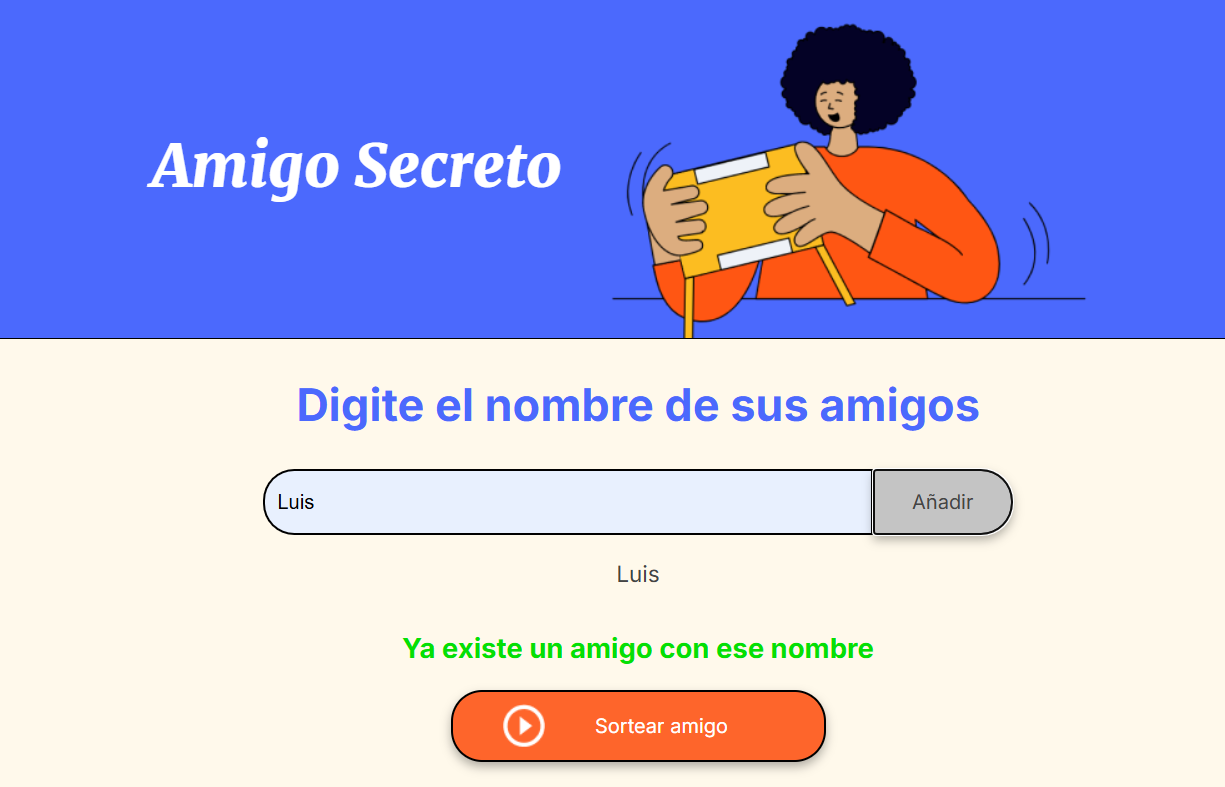 Amigo Secreto
Digite el nombre de sus amigos
Luis
Añadir
Luis
Ya existe un amigo con ese nombre
Sortear amigo